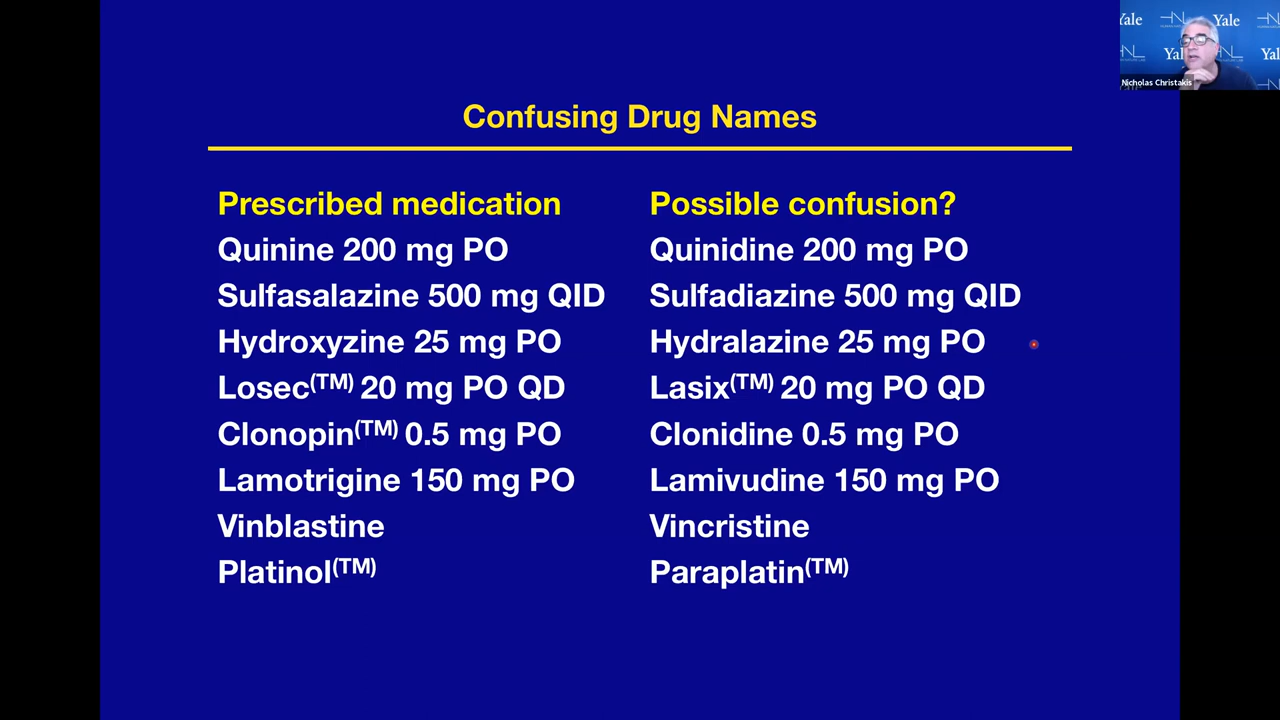 Confusing Drug Names
Prescribed medication
Possible confusion?
Quinine 200 mg PO
Quinidine 200 mg PO
Sulfasalazine 500 mg QID
Sulfadiazine 500 mg QID
Hydroxyzine 25 mg PO
Hydralazine 25 mg PO
Losec(TM) 20 mg PO QD
Lasix(TM) 20 mg PO QD
Clonopin(TM) 0.5 mg PO
Clonidine 0.5 mg PO
Lamotrigine 150 mg PO
Lamivudine 150 mg PO
Vinblastine
Vincristine
Platinol(TM)
Paraplatin(TM)
Yale
Yale
Nicholas Christakis